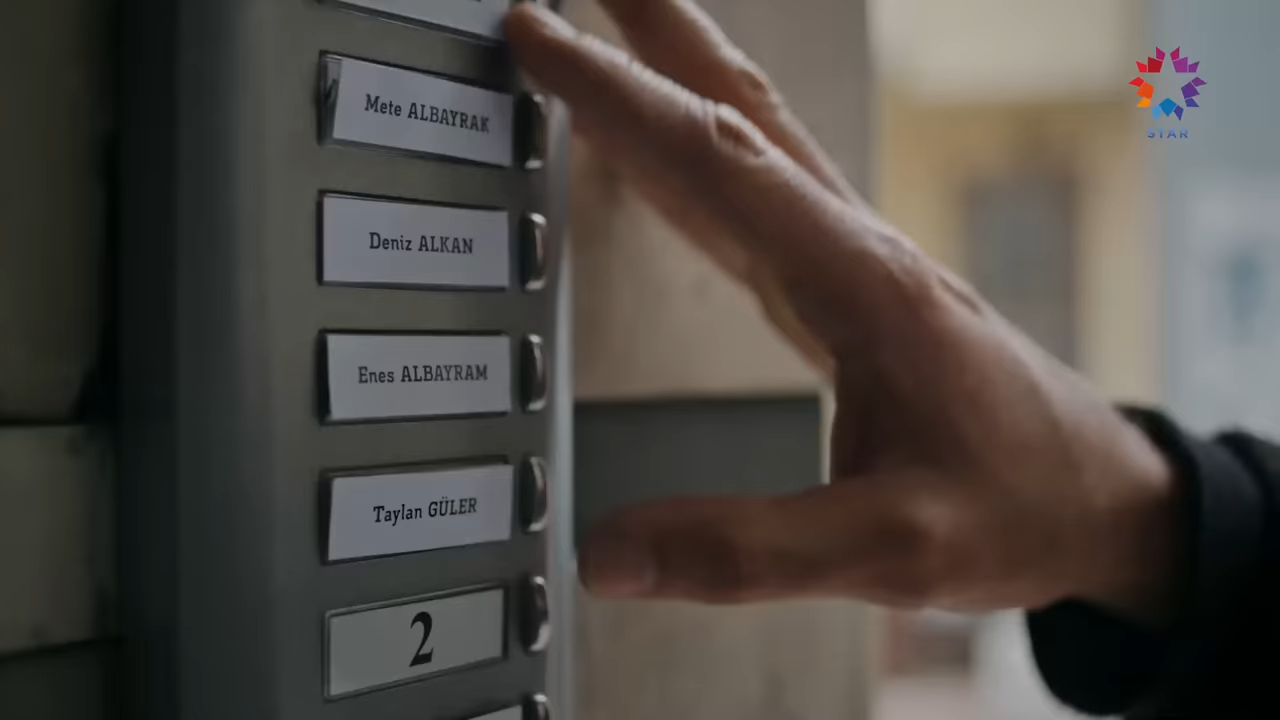 Mete ALBAYRAK
Deniz ALKAN
Enes ALBAYRAM
Taylan GÜLER
2
STAR